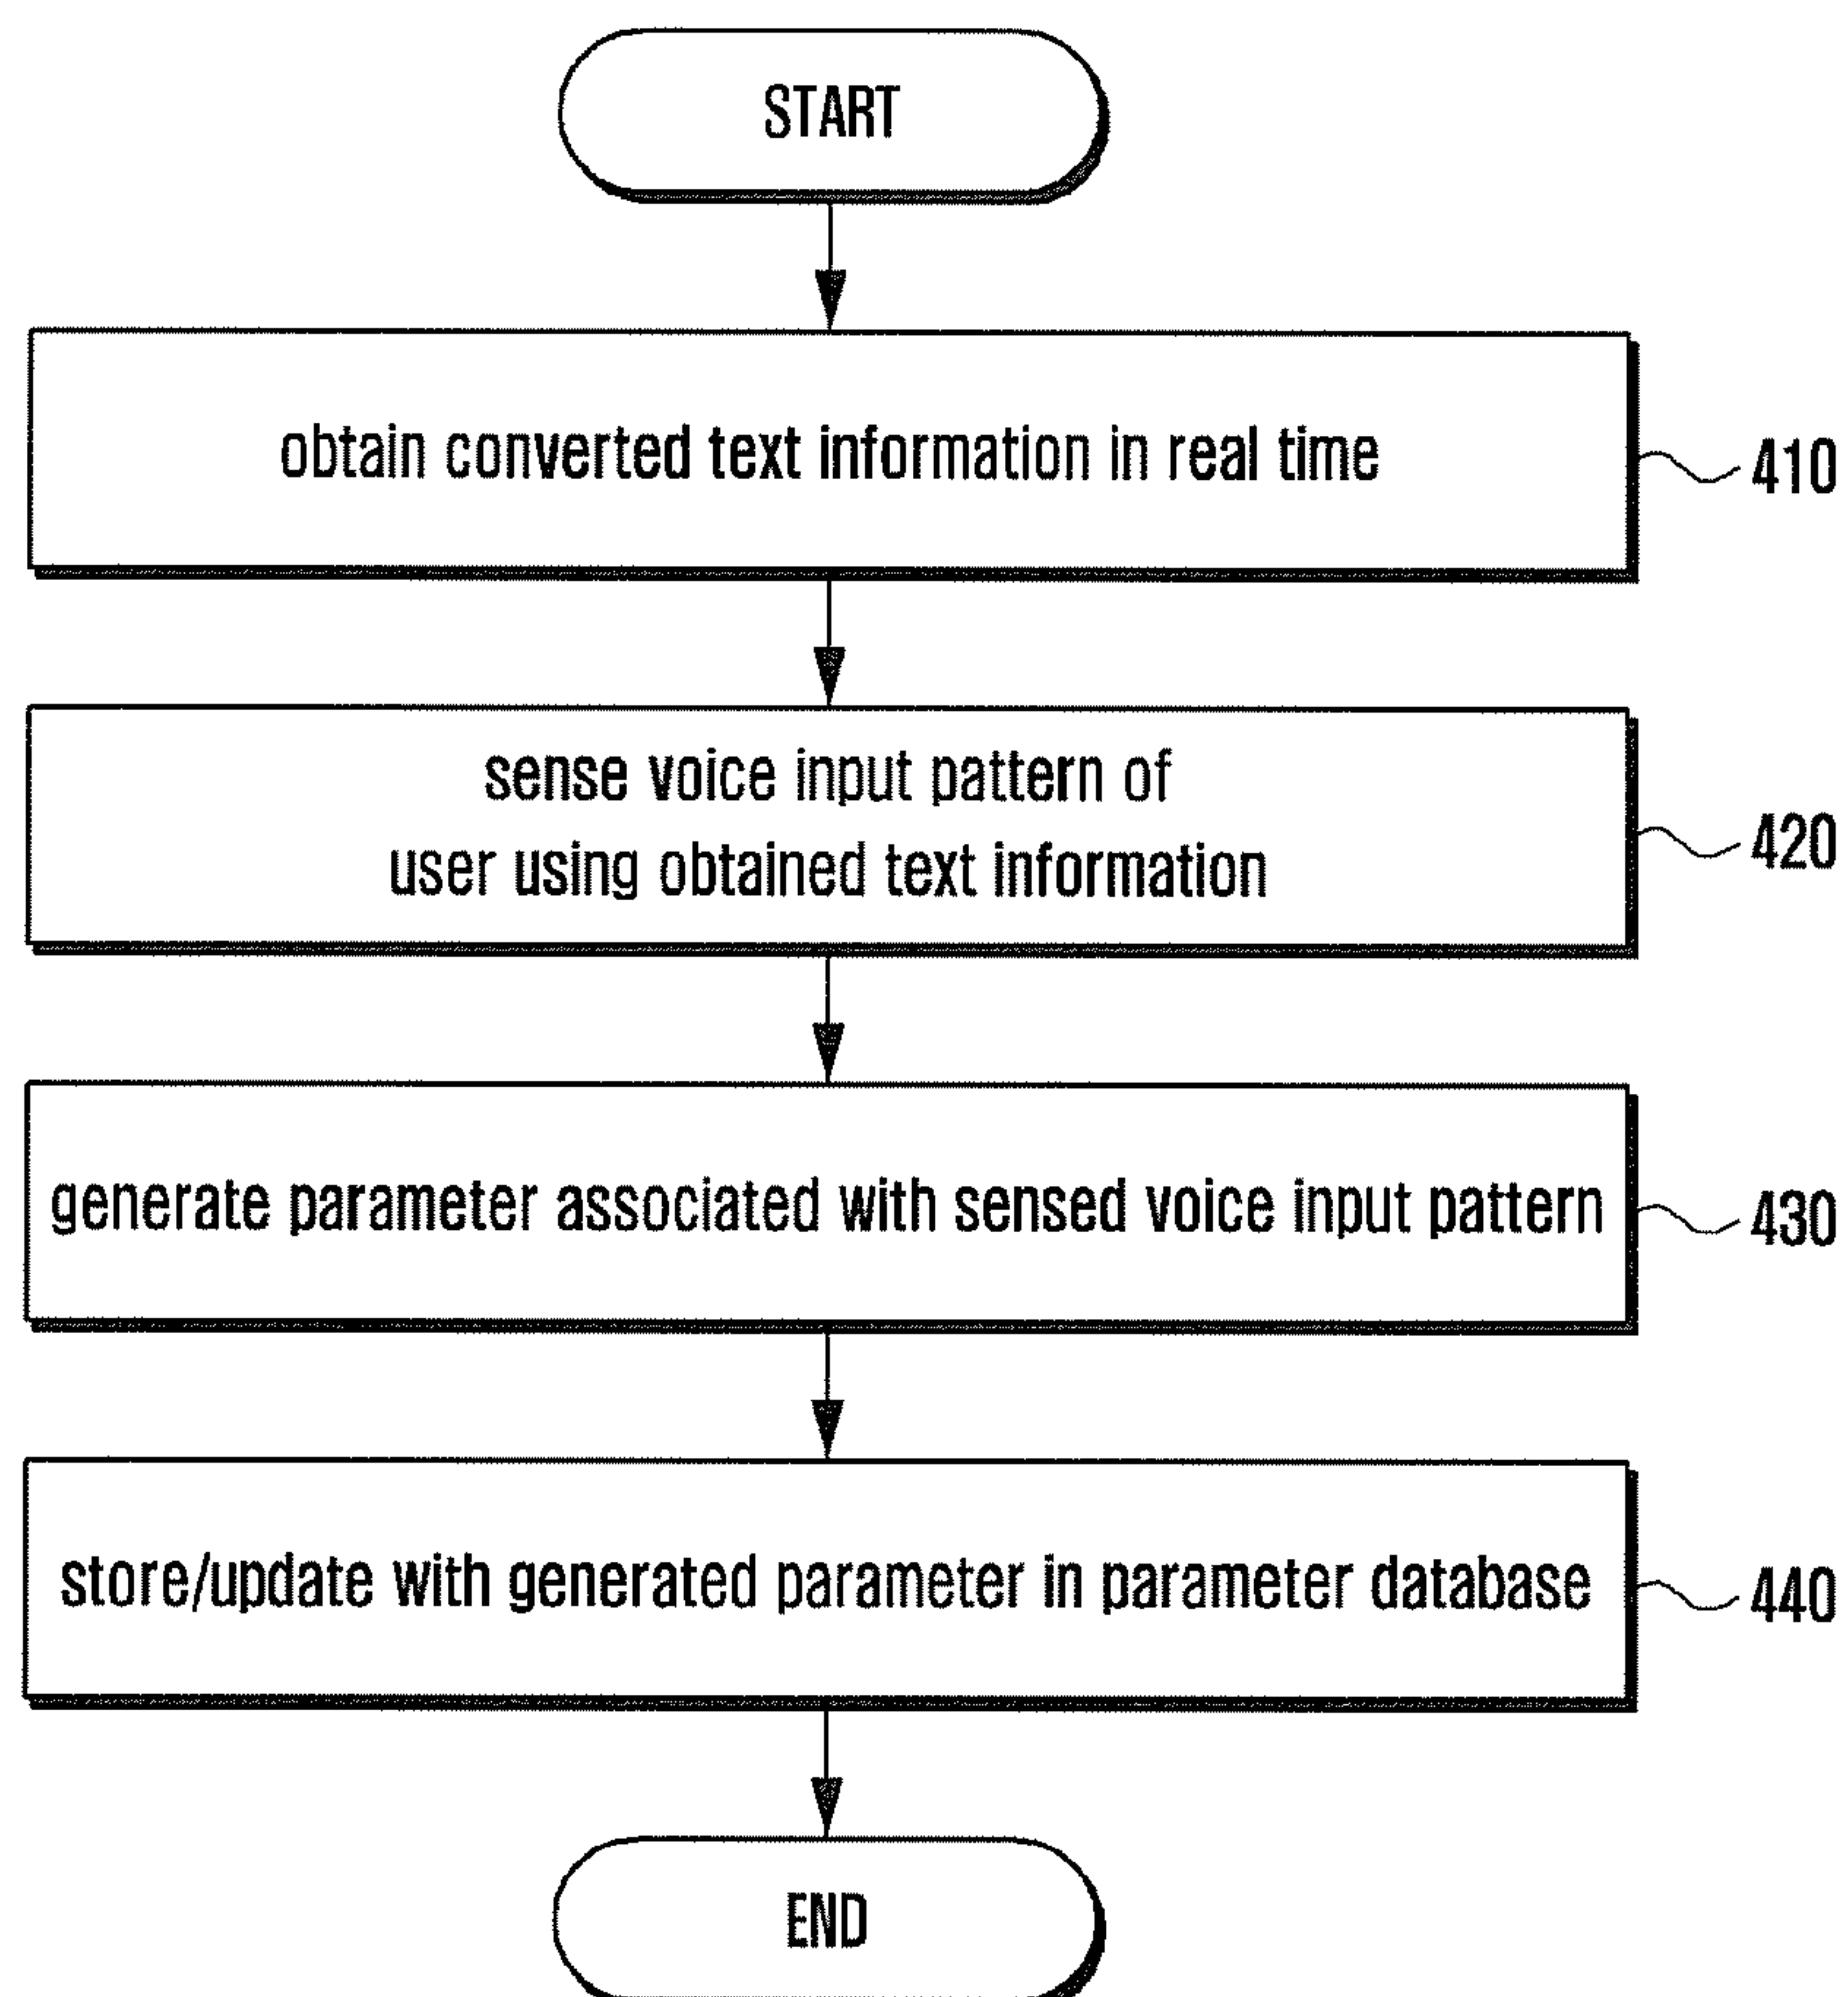 START
obtain converted text information in real time
410
sense voice input pattern of
user using obtained text information
420
generate parameter associated with sensed voice input pattern
430
store/update with generated parameter in parameter database
440
END